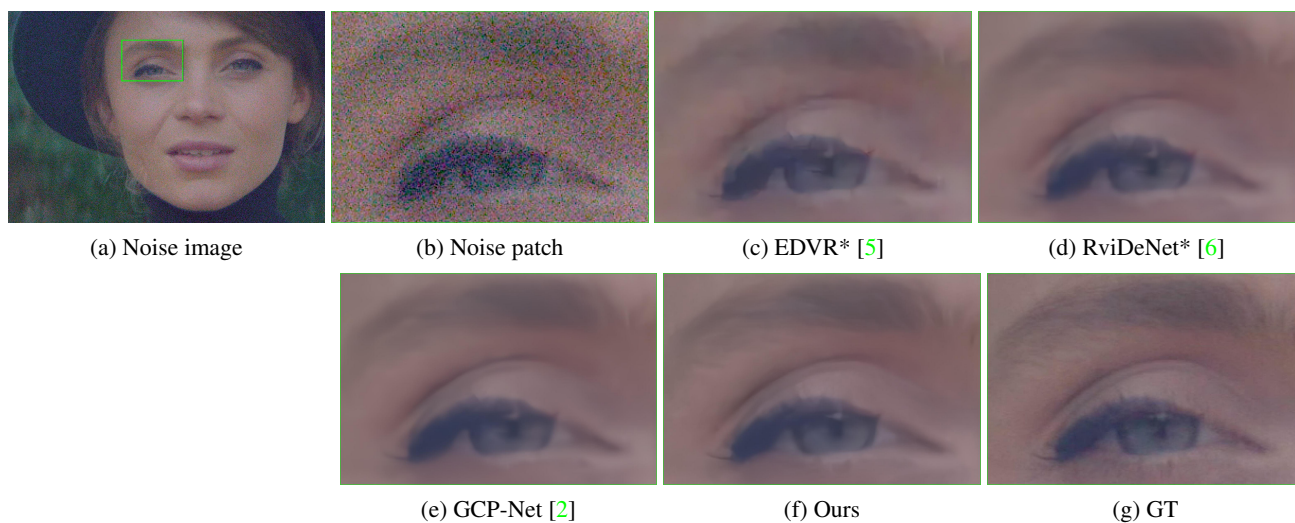 (a) Noise image
(b) Noise patch
(c) EDVR* [5]
(d) RviDeNet* [6]
(e) GCP-Net [2]
(f) Ours
(g) GT